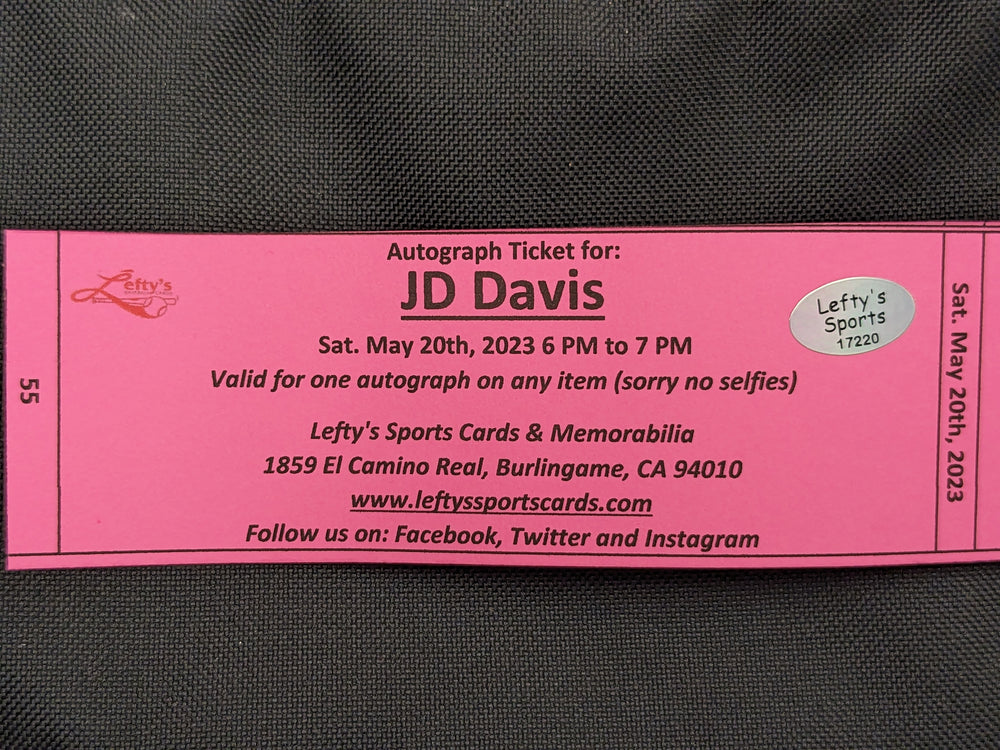 55
Lefty's
Autograph Ticket for:
JD Davis
Sat. May 20th, 2023 6 PM to 7 PM
Valid for one autograph on any item (sorry no selfies)
Lefty's Sports Cards & Memorabilia
1859 El Camino Real, Burlingame, CA 94010
www.leftyssportscards.com
Follow us on: Facebook, Twitter and Instagram
Lefty's
Sports
17220
Sat. May 20th, 2023